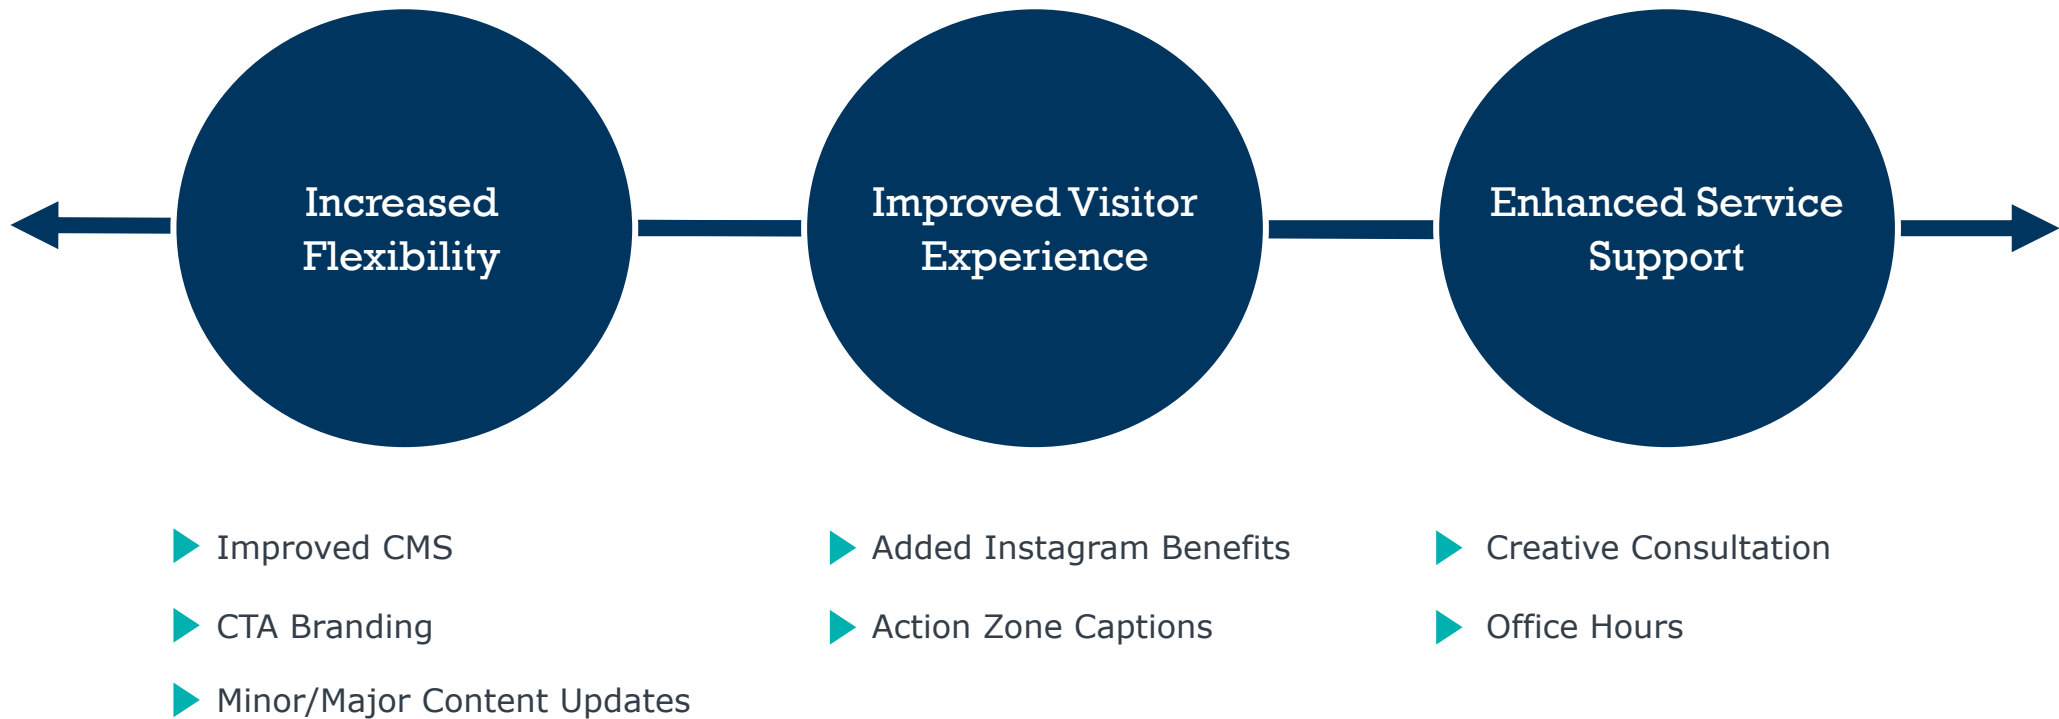 Increased
Flexibility
Improved Visitor
Experience
Enhanced Service
Support
Improved CMS
CTA Branding
Minor/Major Content Updates
Added Instagram Benefits
Action Zone Captions
Creative Consultation
Office Hours